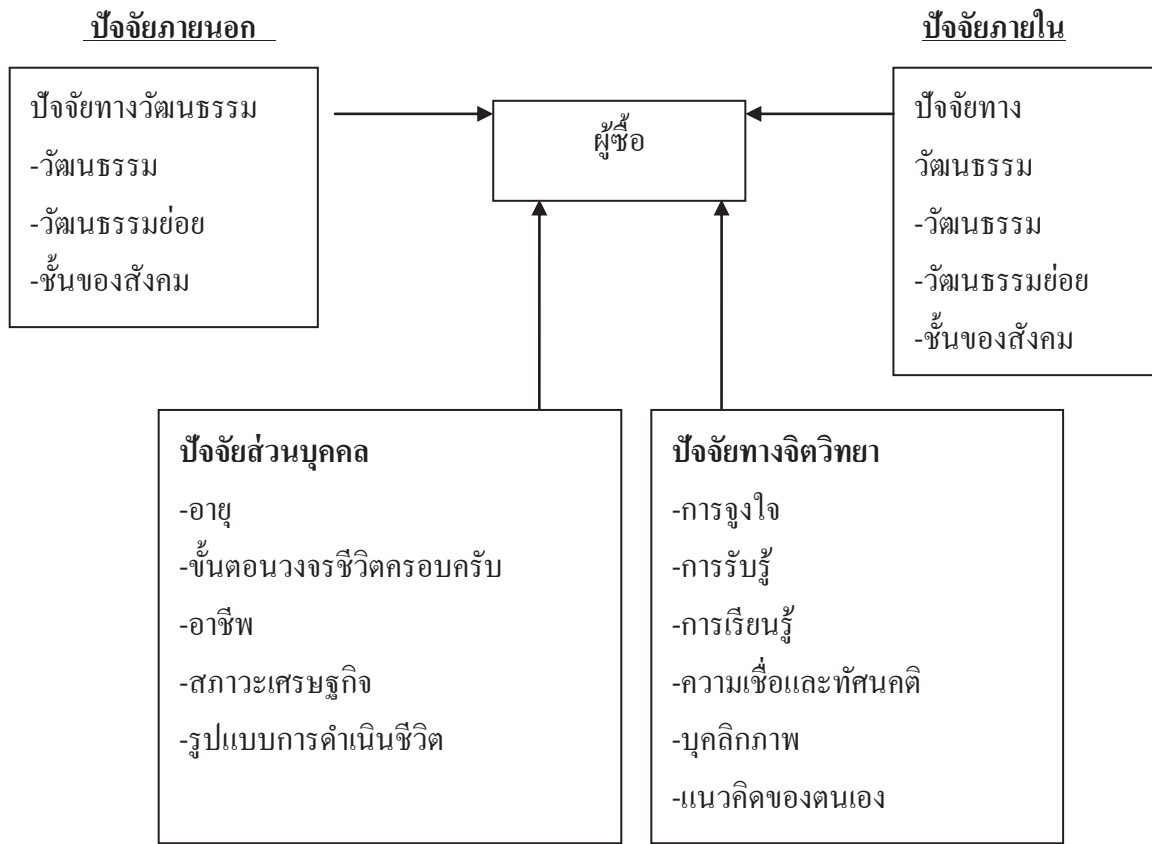 ปัจจัยภายนอก
ปัจจัยภายใน
ปัจจัยทางวัฒนธรรม
-วัฒนธรรม
-วัฒนธรรมย่อย
-ชั้นของสังคม
ผู้ซื้อ
ปัจจัยทาง
วัฒนธรรม
-วัฒนธรรม
-วัฒนธรรมย่อย
-ชั้นของสังคม
ปัจจัยส่วนบุคคล
-อายุ
-ขั้นตอนวงจรชีวิตครอบครับ
-อาชีพ
-สภาวะเศรษฐกิจ
-รูปแบบการดำเนินชีวิต
ปัจจัยทางจิตวิทยา
-การจูงใจ
-การรับรู้
-การเรียนรู้
-ความเชื่อและทัศนคติ
-บุคลิกภาพ
-แนวคิดของตนเอง